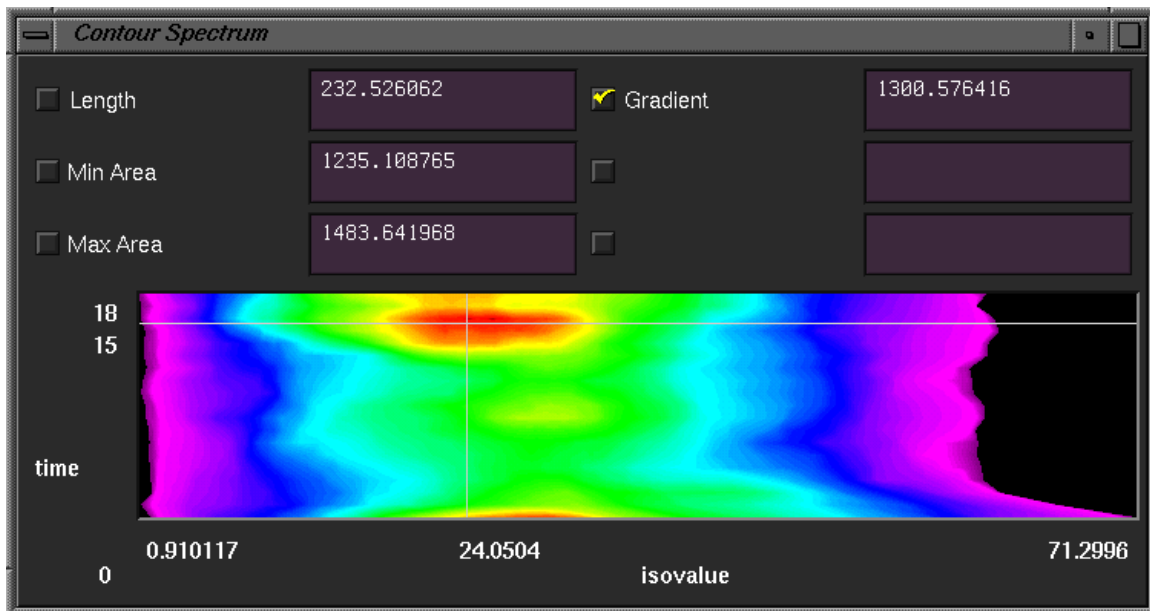 Contour Spectrum
Length 232.526062 Gradient 1300.576416
Min Area 1235.108765
Max Area 1483.641968
18
15
time
0.910117 24.0504 71.2996
0 isovalue